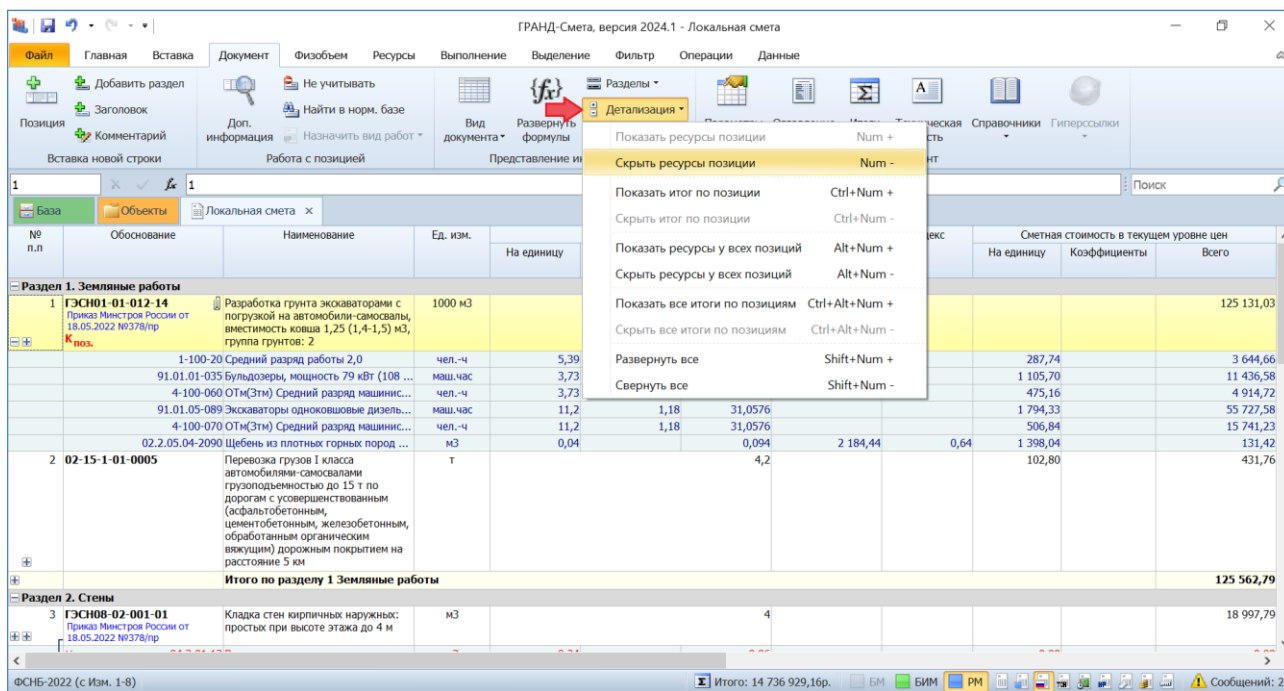 ГРАНД-Смета, версия 2024.1 - Локальная смета
Файл Главная Вставка Документ Физобъем Ресурсы Выполнение Выделение Фильтр Операции Данные
Позиция
Добавить раздел
Заголовок
Комментарий
Вставка новой строки
Доп. информация
Не учитывать
Найти в норм. базе
Назначить вид работ
Работа с позицией
Вид документа
Развернуть формулы
Разделы
Детализация
Представление
Справочники
Гиперссылки
Показать ресурсы позиции Num +
Скрыть ресурсы позиции Num -
Показать итог по позиции Ctrl+Num +
Скрыть итог по позиции Ctrl+Num -
Показать ресурсы у всех позиций Alt+Num +
Скрыть ресурсы у всех позиций Alt+Num -
Показать все итоги по позициям Ctrl+Alt+Num +
Скрыть все итоги по позициям Ctrl+Alt+Num -
Развернуть все Shift+Num +
Свернуть все Shift+Num -
1 fx 1 Поиск
База Объекты Локальная смета x
№ п.п Обоснование Наименование Ед. изм. На единицу Сметная стоимость в текущем уровне цен
На единицу Коэффициенты Всего
Раздел 1. Земляные работы
1 ГЭСН01-01-012-14 Разработка грунта экскаваторами с 1000 м3 125 131,03
Приказ Минстроя России от погрузкой на автомобили-самосвалы,
18.05.2022 №378/пр вместимость ковша 1,25 (1,4-1,5) м3,
Кпоз. группа грунтов: 2
1-100-20 Средний разряд работы 2,0 чел.-ч 5,39 287,74 3 644,66
91.01.01-035 Бульдозеры, мощность 79 кВт (108 ... маш.час 3,73 1 105,70 11 436,58
4-100-060 ОТм(Зтм) Средний разряд машинис... чел.-ч 3,73 475,16 4 914,72
91.01.05-089 Экскаваторы одноковшовые дизель... маш.час 11,2 1,18 31,0576 1 794,33 55 727,58
4-100-070 ОТм(Зтм) Средний разряд машинис... чел.-ч 11,2 1,18 31,0576 506,84 15 741,23
02.2.05.04-2090 Щебень из плотных горных пород ... м3 0,04 0,094 2 184,44 0,64 1 398,04 131,42
2 02-15-1-01-0005 Перевозка грузов I класса т 4,2 102,80 431,76
автомобилями-самосвалами
грузоподъемностью до 15 т по
дорогам с усовершенствованным
(асфальтобетонным,
цементобетонным, железобетонным,
обработанным органическим
вяжущим) дорожным покрытием на
расстояние 5 км
Итого по разделу 1 Земляные работы 125 562,79
Раздел 2. Стены
3 ГЭСН08-02-001-01 Кладка стен кирпичных наружных: м3 4 18 997,79
Приказ Минстроя России от простых при высоте этажа до 4 м
18.05.2022 №378/пр
ФСНБ-2022 (с Изм. 1-8) Итого: 14 736 929,16р. БМ БИМ РМ Сообщений: 2